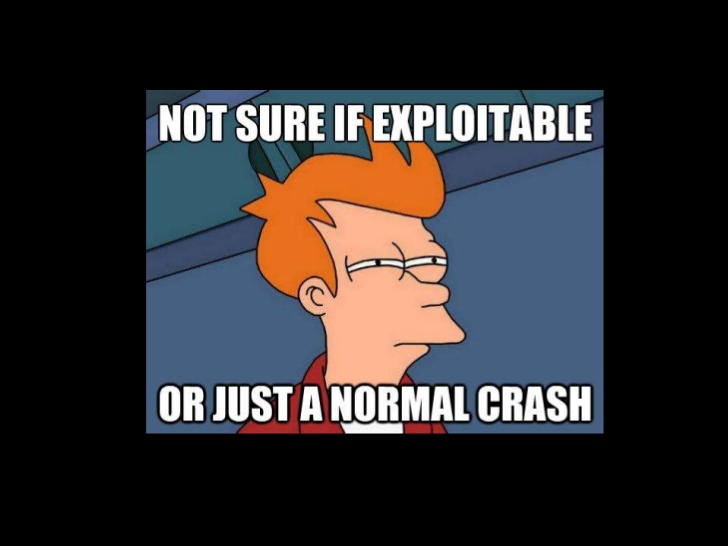 NOT SURE IF EXPLOITABLE
OR JUST A NORMAL CRASH